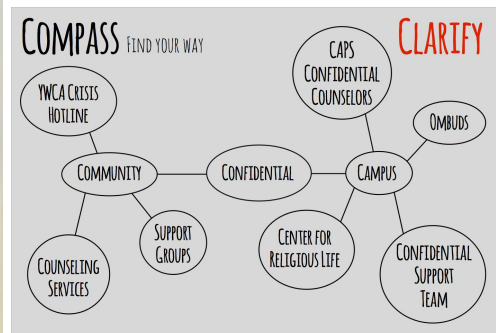 COMPASS FIND YOUR WAY
CLARIFY
CAPS
CONFIDENTIAL
COUNSELORS
YWCA CRISIS
HOTLINE
OMBUDS
COMMUNITY
CONFIDENTIAL
CAMPUS
SUPPORT
GROUPS
CENTER FOR
RELIGIOUS LIFE
COUNSELING
SERVICES
CONFIDENTIAL
SUPPORT
TEAM